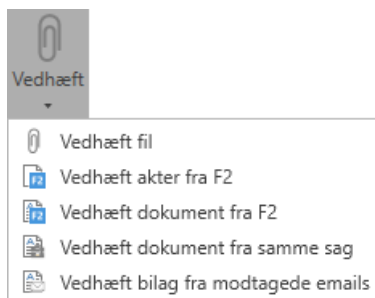 Vedhæft
Vedhæft fil
Vedhæft akter fra F2
Vedhæft dokument fra F2
Vedhæft dokument fra samme sag
Vedhæft bilag fra modtagede emails